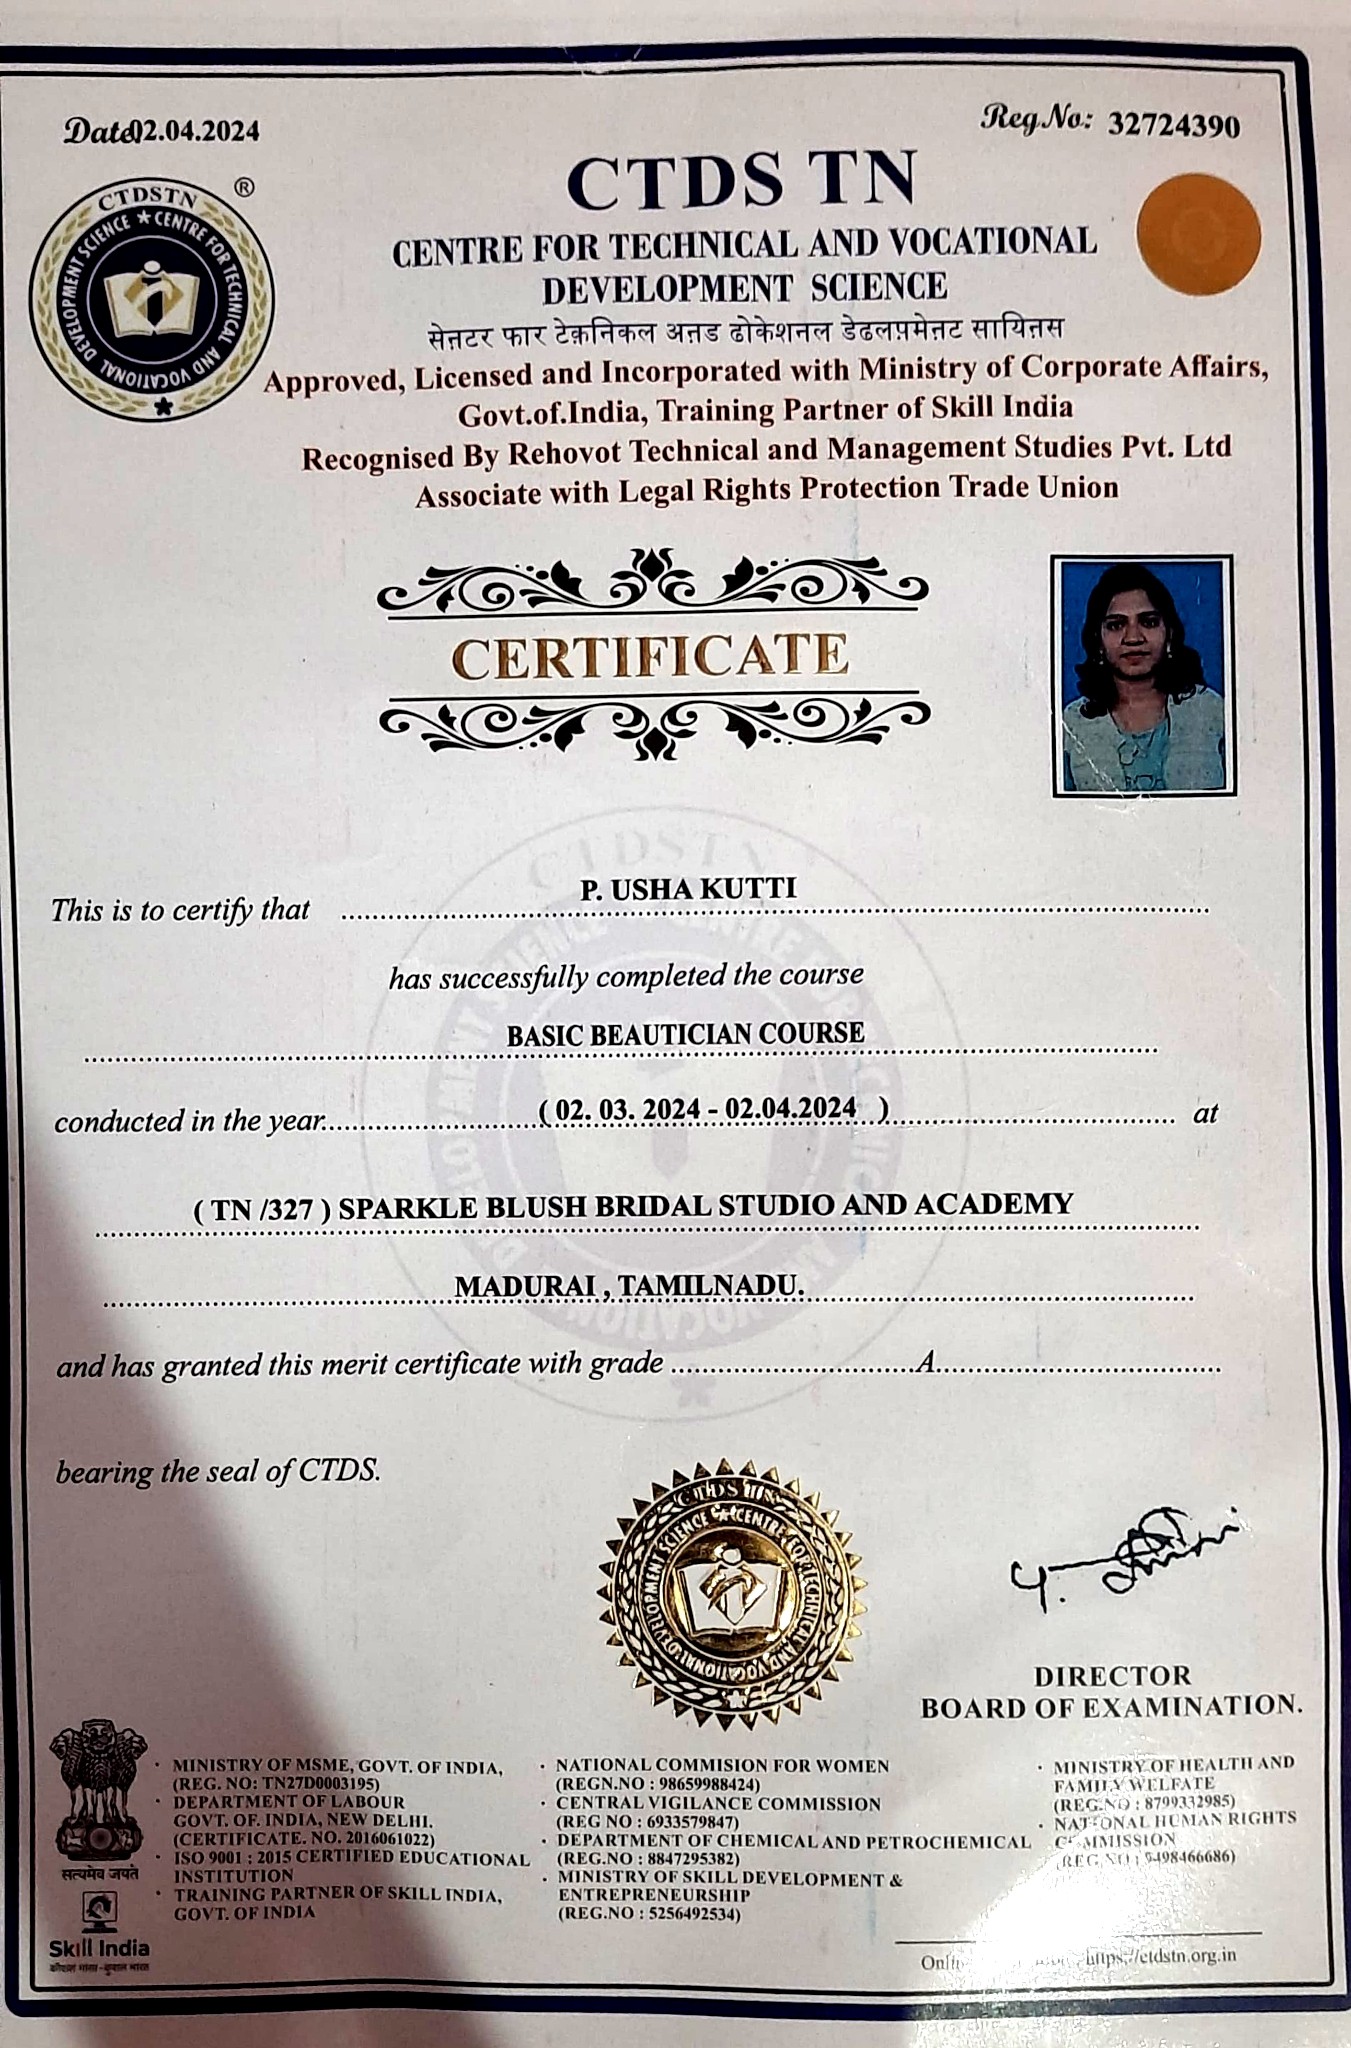 Date 02.04.2024
Reg No: 32724390
CTDSTN
®
CENTRE FOR TECHNICAL AND VOCATIONAL DEVELOPMENT SCIENCE
CTDS TN
CENTRE FOR TECHNICAL AND VOCATIONAL
DEVELOPMENT SCIENCE
सेन्टर फार टेक़निकल अन्ड ढोकेशनल डेढलप़मेन्ट सायिन्स
Approved, Licensed and Incorporated with Ministry of Corporate Affairs,
Govt.of.India, Training Partner of Skill India
Recognised By Rehovot Technical and Management Studies Pvt. Ltd
Associate with Legal Rights Protection Trade Union
CERTIFICATE
This is to certify that P. USHA KUTTI
has successfully completed the course
BASIC BEAUTICIAN COURSE
conducted in the year ( 02. 03. 2024 - 02.04.2024 ) at
( TN /327 ) SPARKLE BLUSH BRIDAL STUDIO AND ACADEMY
MADURAI , TAMILNADU.
and has granted this merit certificate with grade A
bearing the seal of CTDS.
CTDS TN
CENTRE FOR TECHNICAL AND VOCATIONAL DEVELOPMENT SCIENCE
DIRECTOR
BOARD OF EXAMINATION.
सत्यमेव जयते
Skill India
कौशल भारत-कुशल भारत
· MINISTRY OF MSME, GOVT. OF INDIA,
(REG. NO: TN27D0003195)
· DEPARTMENT OF LABOUR
GOVT. OF. INDIA, NEW DELHI.
(CERTIFICATE. NO. 2016061022)
· ISO 9001 : 2015 CERTIFIED EDUCATIONAL
INSTITUTION
· TRAINING PARTNER OF SKILL INDIA,
GOVT. OF INDIA
· NATIONAL COMMISION FOR WOMEN
(REGN.NO : 98659988424)
· CENTRAL VIGILANCE COMMISSION
(REG NO : 6933579847)
· DEPARTMENT OF CHEMICAL AND PETROCHEMICAL
(REG.NO : 8847295382)
· MINISTRY OF SKILL DEVELOPMENT &
ENTREPRENEURSHIP
(REG.NO : 5256492534)
· MINISTRY OF HEALTH AND
FAMILY WELFATE
(REG.NO : 8799332985)
· NATIONAL HUMAN RIGHTS
COMMISSION
(REG.NO : 9498466686)
https://ctdstn.org.in